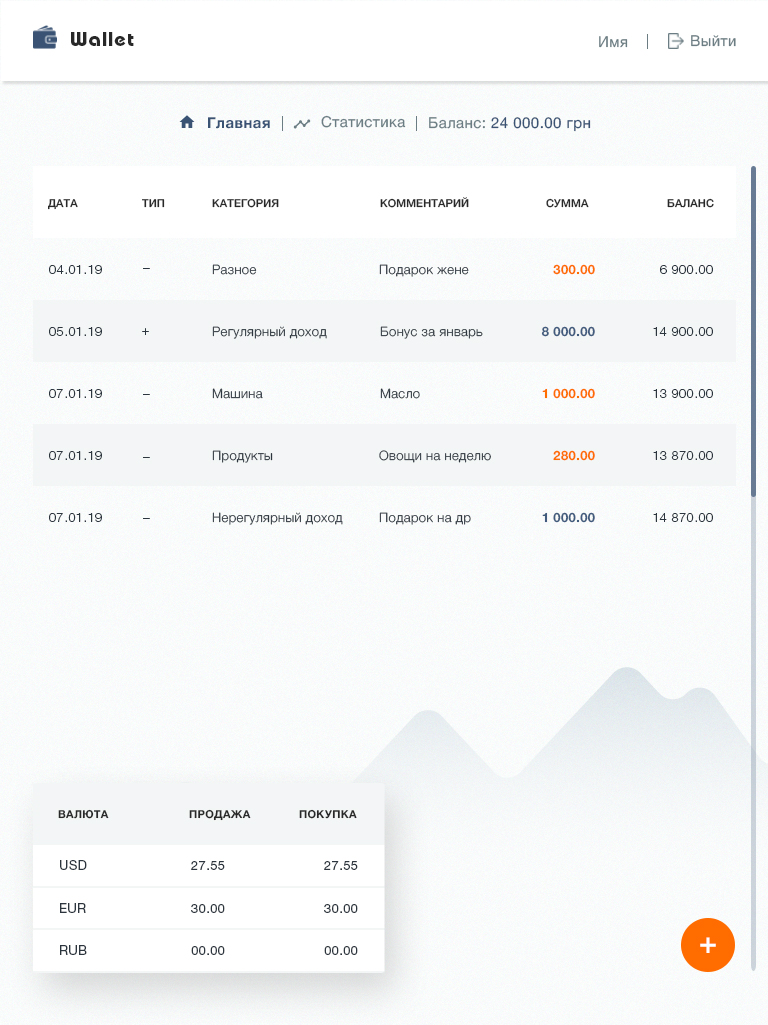 Wallet Имя | Выйти
Главная | Статистика | Баланс: 24 000.00 грн
ДАТА ТИП КАТЕГОРИЯ КОММЕНТАРИЙ СУММА БАЛАНС
04.01.19 – Разное Подарок жене 300.00 6 900.00
05.01.19 + Регулярный доход Бонус за январь 8 000.00 14 900.00
07.01.19 – Машина Масло 1 000.00 13 900.00
07.01.19 – Продукты Овощи на неделю 280.00 13 870.00
07.01.19 – Нерегулярный доход Подарок на др 1 000.00 14 870.00
ВАЛЮТА ПРОДАЖА ПОКУПКА
USD 27.55 27.55
EUR 30.00 30.00
RUB 00.00 00.00
+